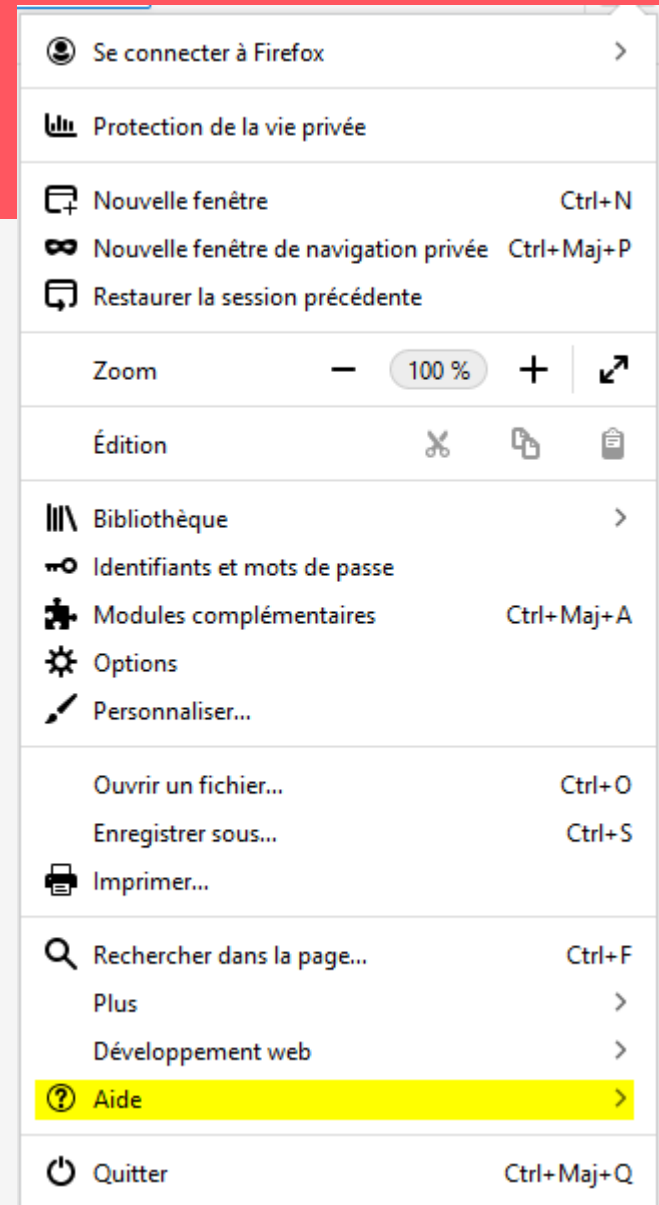 Se connecter à Firefox
Protection de la vie privée
Nouvelle fenêtre Ctrl+N
Nouvelle fenêtre de navigation privée Ctrl+Maj+P
Restaurer la session précédente
Zoom 100 %
Édition
Bibliothèque
Identifiants et mots de passe
Modules complémentaires Ctrl+Maj+A
Options
Personnaliser...
Ouvrir un fichier... Ctrl+O
Enregistrer sous... Ctrl+S
Imprimer...
Rechercher dans la page... Ctrl+F
Plus
Développement web
Aide
Quitter Ctrl+Maj+Q